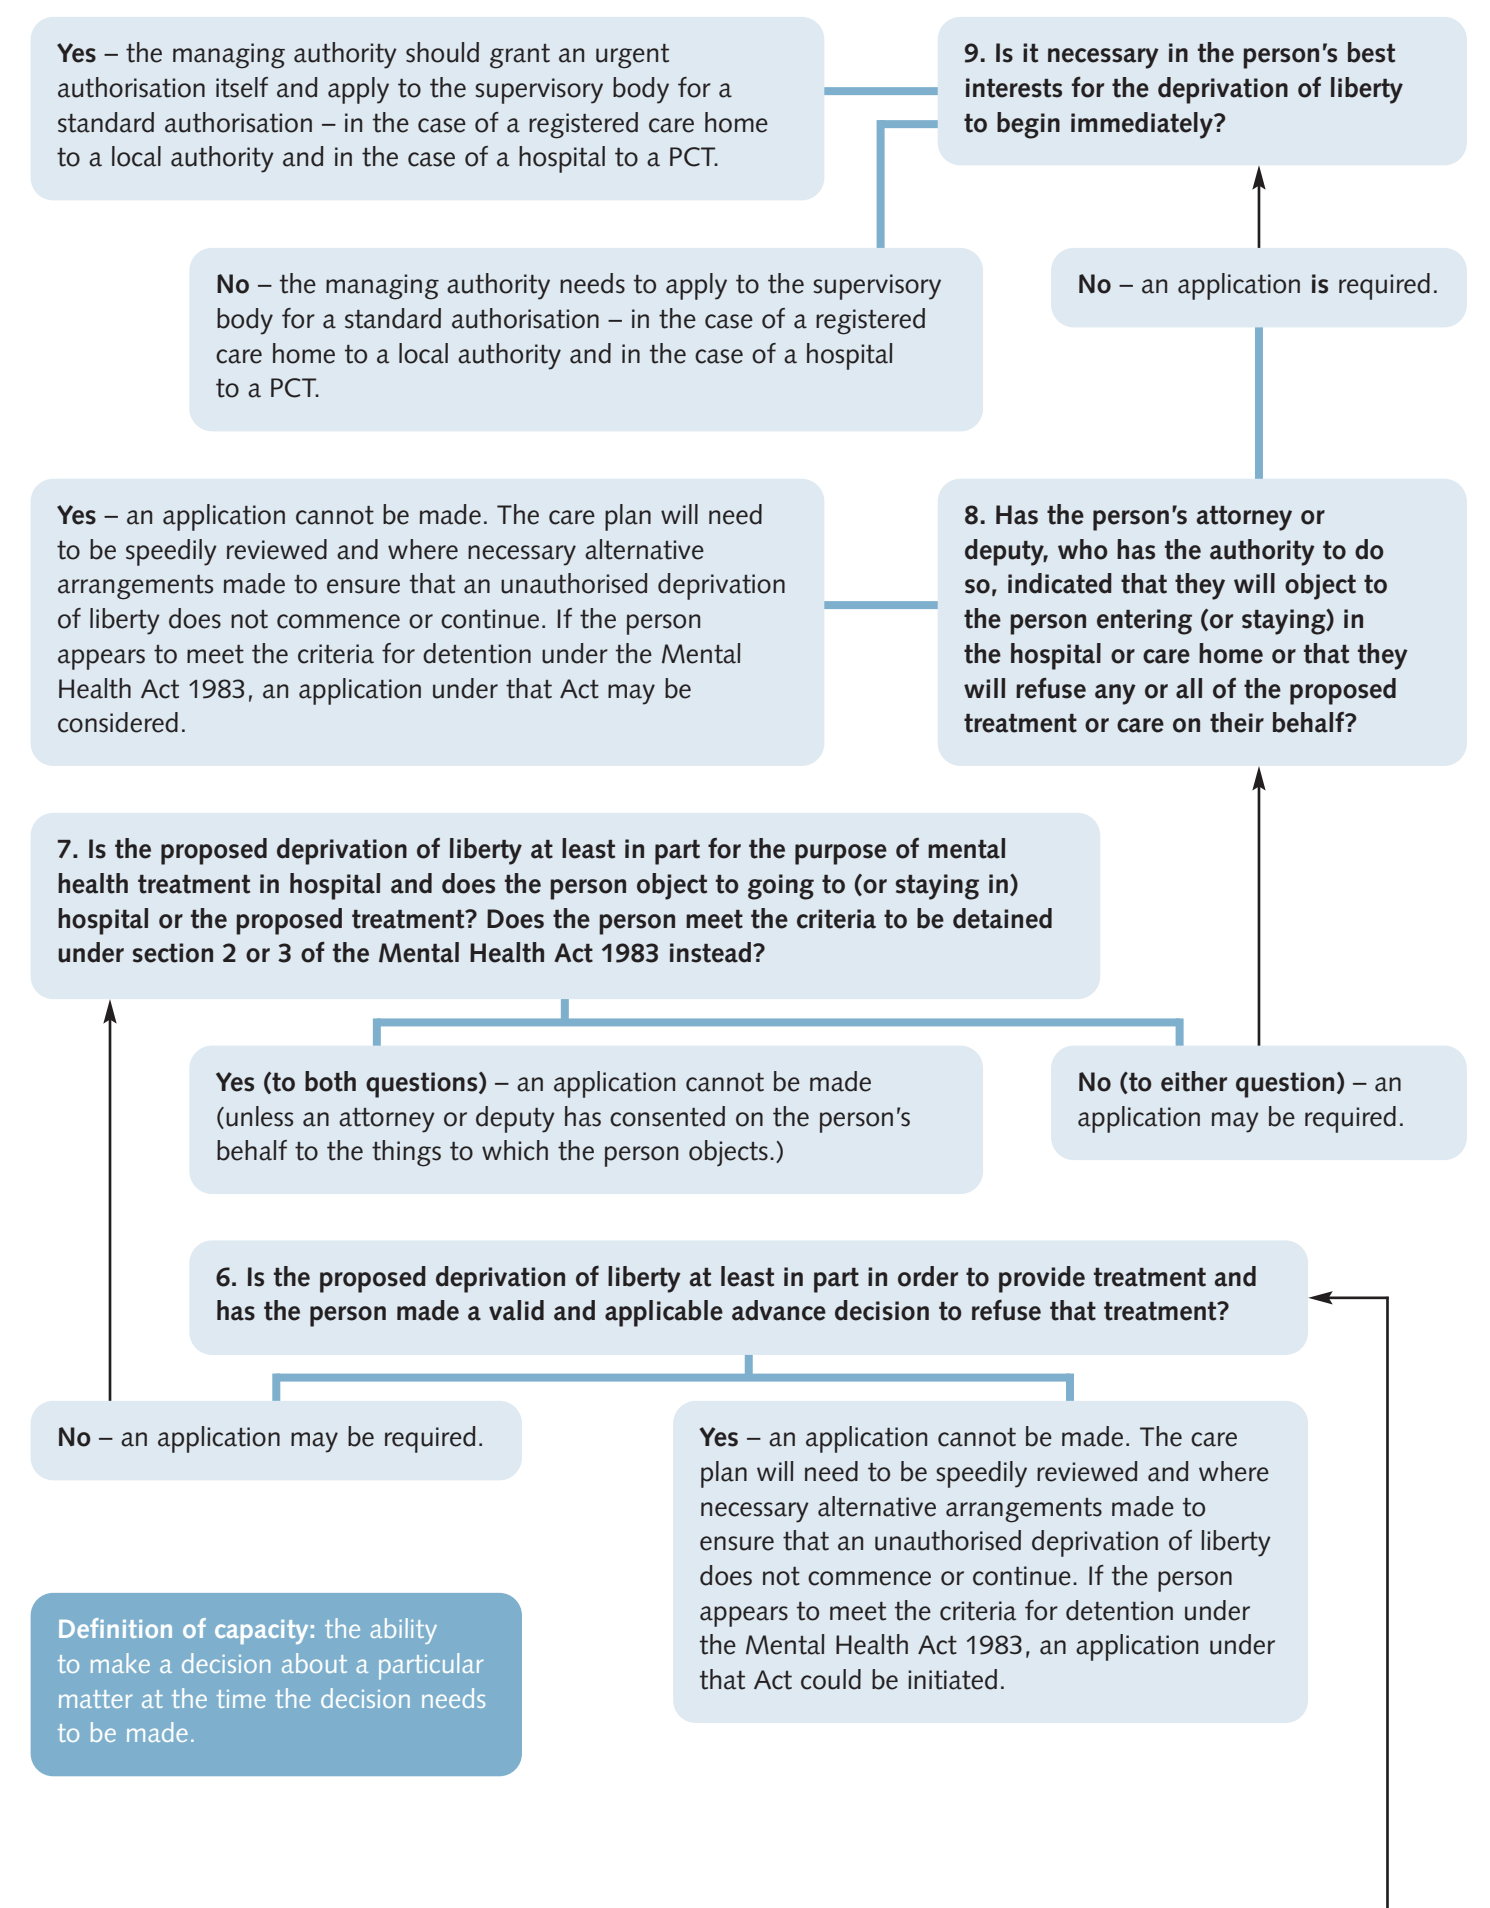 Yes – the managing authority should grant an urgent
authorisation itself and apply to the supervisory body for a
standard authorisation – in the case of a registered care home
to a local authority and in the case of a hospital to a PCT.
9. Is it necessary in the person’s best
interests for the deprivation of liberty
to begin immediately?
No – the managing authority needs to apply to the supervisory
body for a standard authorisation – in the case of a registered
care home to a local authority and in the case of a hospital
to a PCT.
No – an application is required.
Yes – an application cannot be made. The care plan will need
to be speedily reviewed and where necessary alternative
arrangements made to ensure that an unauthorised deprivation
of liberty does not commence or continue. If the person
appears to meet the criteria for detention under the Mental
Health Act 1983, an application under that Act may be
considered.
8. Has the person’s attorney or
deputy, who has the authority to do
so, indicated that they will object to
the person entering (or staying) in
the hospital or care home or that they
will refuse any or all of the proposed
treatment or care on their behalf?
7. Is the proposed deprivation of liberty at least in part for the purpose of mental
health treatment in hospital and does the person object to going to (or staying in)
hospital or the proposed treatment? Does the person meet the criteria to be detained
under section 2 or 3 of the Mental Health Act 1983 instead?
Yes (to both questions) – an application cannot be made
(unless an attorney or deputy has consented on the person’s
behalf to the things to which the person objects.)
No (to either question) – an
application may be required.
6. Is the proposed deprivation of liberty at least in part in order to provide treatment and
has the person made a valid and applicable advance decision to refuse that treatment?
No – an application may be required.
Yes – an application cannot be made. The care
plan will need to be speedily reviewed and where
necessary alternative arrangements made to
ensure that an unauthorised deprivation of liberty
does not commence or continue. If the person
appears to meet the criteria for detention under
the Mental Health Act 1983, an application under
that Act could be initiated.
Definition of capacity: the ability
to make a decision about a particular
matter at the time the decision needs
to be made.